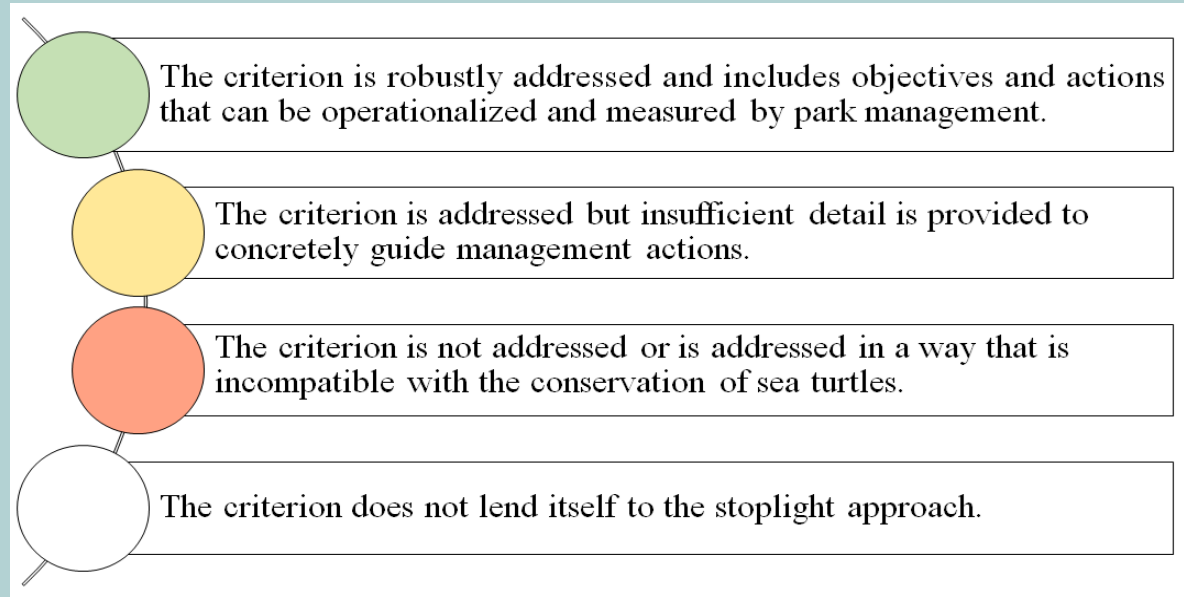 The criterion is robustly addressed and includes objectives and actions
that can be operationalized and measured by park management.
The criterion is addressed but insufficient detail is provided to
concretely guide management actions.
The criterion is not addressed or is addressed in a way that is
incompatible with the conservation of sea turtles.
The criterion does not lend itself to the stoplight approach.